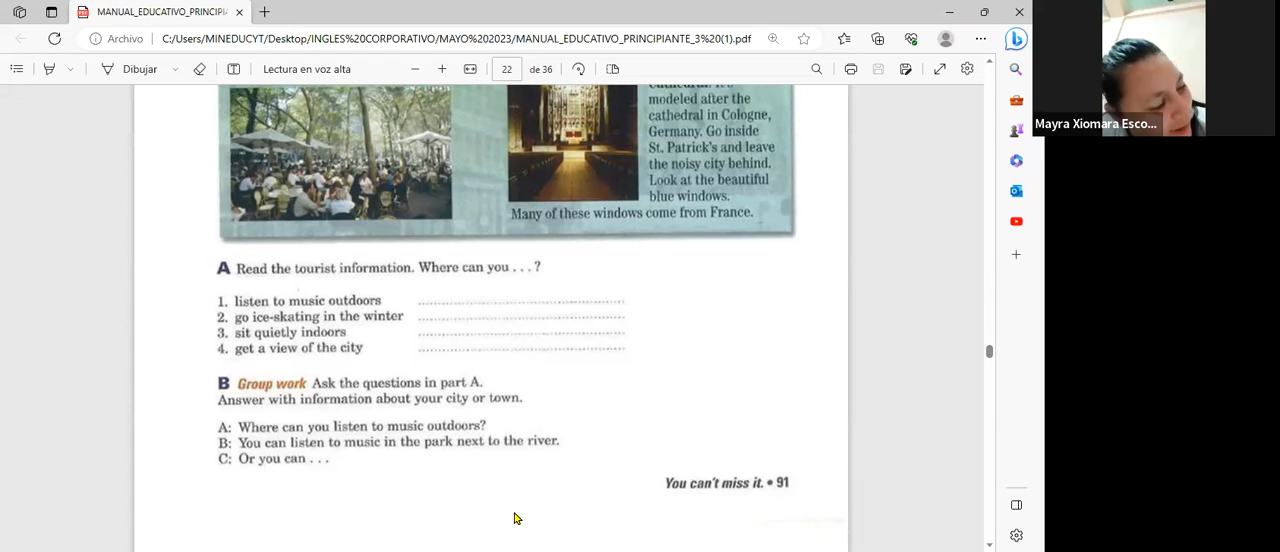 MANUAL_EDUCATIVO_PRINCIPI
Archivo
C:/Users/MINEDUCYT/Desktop/INGLES%20CORPORATIVO/MAYO%202023/MANUAL_EDUCATIVO_PRINCIPIANTE_3%20(1).pdf
Dibujar
Lectura en voz alta
22
de 36
modeled after the
cathedral in Cologne,
Germany. Go inside
St. Patrick's and leave
the noisy city behind.
Look at the beautiful
blue windows.
Many of these windows come from France.
A Read the tourist information. Where can you . . . ?
1. listen to music outdoors
2. go ice-skating in the winter
3. sit quietly indoors
4. get a view of the city
B Group work Ask the questions in part A.
Answer with information about your city or town.
A: Where can you listen to music outdoors?
B: You can listen to music in the park next to the river.
C: Or you can . . .
You can't miss it. • 91
Mayra Xiomara Esco...